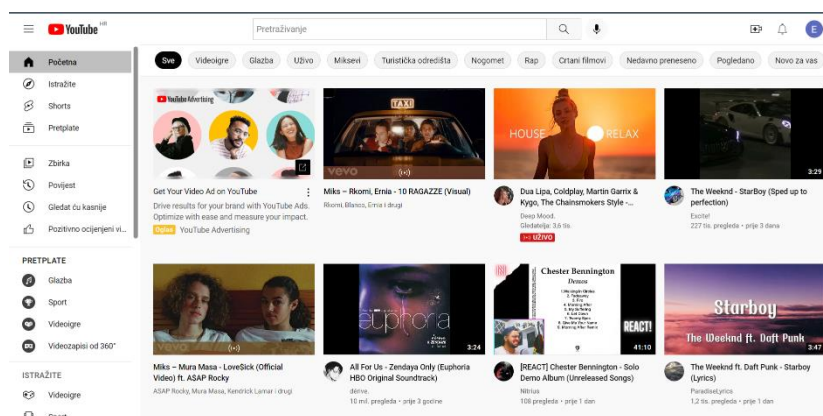 YouTube HR
Pretraživanje
E
Početna
Istražite
Shorts
Pretplate
Zbirka
Povijest
Gledat ću kasnije
Pozitivno ocijenjeni vi...
PRETPLATE
Glazba
Sport
Videoigre
Videozapisi od 360°
ISTRAŽITE
Videoigre
Sport
Sve Videoigre Glazba Uživo Miksevi Turistička odredišta Nogomet Rap Crtani filmovi Nedavno preneseno Pogledano Novo za vas
YouTube Advertising
Get Your Video Ad on YouTube
Drive results for your brand with YouTube Ads.
Optimize with ease and measure your impact.
Oglas YouTube Advertising
TAXI
vevo
Miks – Rkomi, Ernia - 10 RAGAZZE (Visual)
Rkomi, Blanco, Ernia i drugi
HOUSE RELAX
Dua Lipa, Coldplay, Martin Garrix &
Kygo, The Chainsmokers Style -...
Deep Mood.
Gledatelja: 3,6 tis.
UŽIVO
3:29
The Weeknd - StarBoy (Sped up to
perfection)
Excite!
227 tis. pregleda • prije 3 dana
vevo
Miks – Mura Masa - Love$ick (Official
Video) ft. ASAP Rocky
ASAP Rocky, Mura Masa, Kendrick Lamar i drugi
euphoria
3:24
All For Us - Zendaya Only (Euphoria
HBO Original Soundtrack)
dérive.
10 mil. pregleda • prije 3 godine
Chester Bennington
Demos
REACT!
41:10
[REACT] Chester Bennington - Solo
Demo Album (Unreleased Songs)
Nitrius
108 pregleda • prije 1 dan
Starboy
The Weeknd ft. Daft Punk
3:47
The Weeknd ft. Daft Punk - Starboy
(Lyrics)
ParadiseLyrics
1,2 tis. pregleda • prije 1 dan